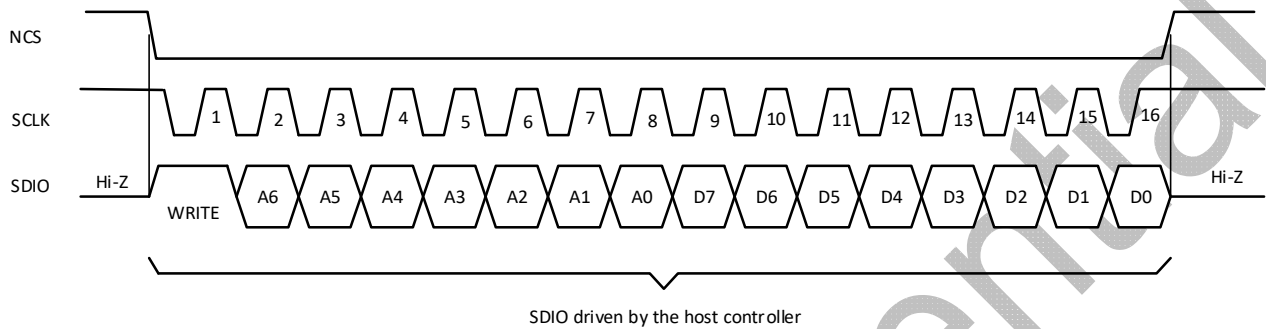 NCS
SCLK 1 2 3 4 5 6 7 8 9 10 11 12 13 14 15 16
SDIO Hi-Z WRITE A6 A5 A4 A3 A2 A1 A0 D7 D6 D5 D4 D3 D2 D1 D0 Hi-Z
SDIO driven by the host controller
ential